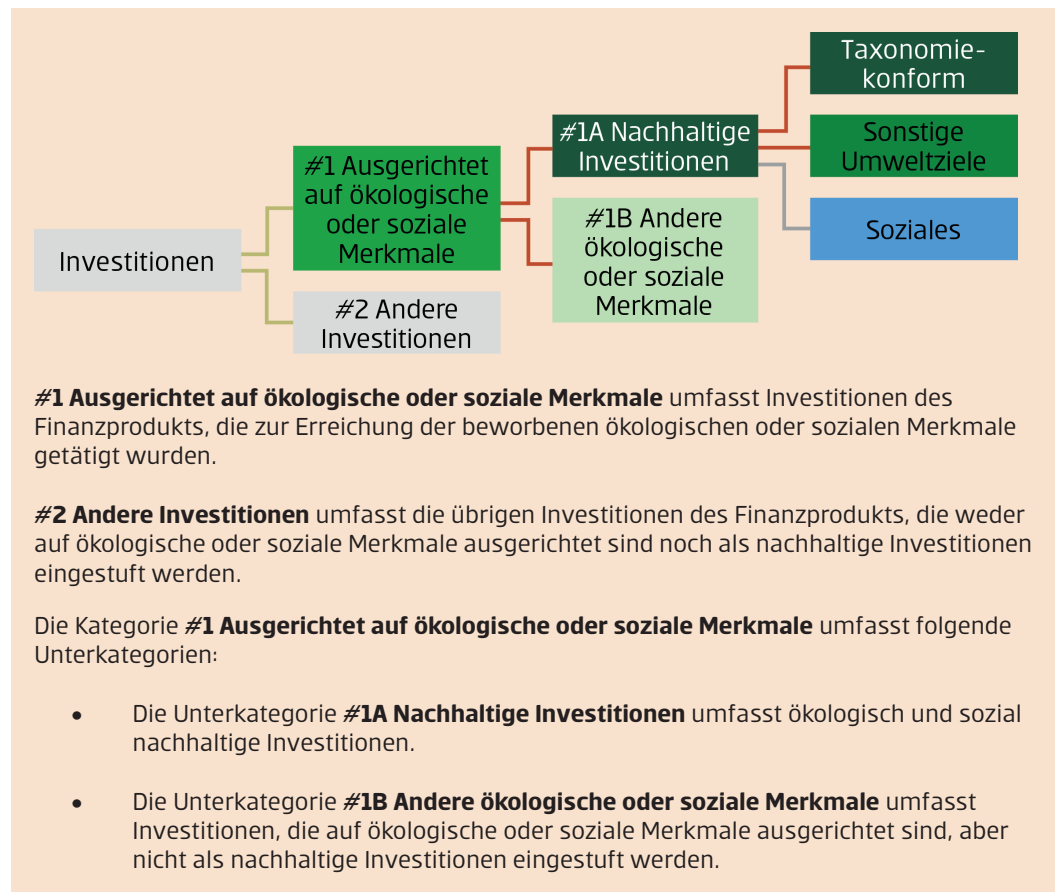 Taxonomie-
konform
#1A Nachhaltige
Investitionen
Sonstige
Umweltziele
#1 Ausgerichtet
auf ökologische
oder soziale
Merkmale
#1B Andere
ökologische
oder soziale
Merkmale
Soziales
Investitionen
#2 Andere
Investitionen
#1 Ausgerichtet auf ökologische oder soziale Merkmale umfasst Investitionen des
Finanzprodukts, die zur Erreichung der beworbenen ökologischen oder sozialen Merkmale
getätigt wurden.
#2 Andere Investitionen umfasst die übrigen Investitionen des Finanzprodukts, die weder
auf ökologische oder soziale Merkmale ausgerichtet sind noch als nachhaltige Investitionen
eingestuft werden.
Die Kategorie #1 Ausgerichtet auf ökologische oder soziale Merkmale umfasst folgende
Unterkategorien:
• Die Unterkategorie #1A Nachhaltige Investitionen umfasst ökologisch und sozial
nachhaltige Investitionen.
• Die Unterkategorie #1B Andere ökologische oder soziale Merkmale umfasst
Investitionen, die auf ökologische oder soziale Merkmale ausgerichtet sind, aber
nicht als nachhaltige Investitionen eingestuft werden.